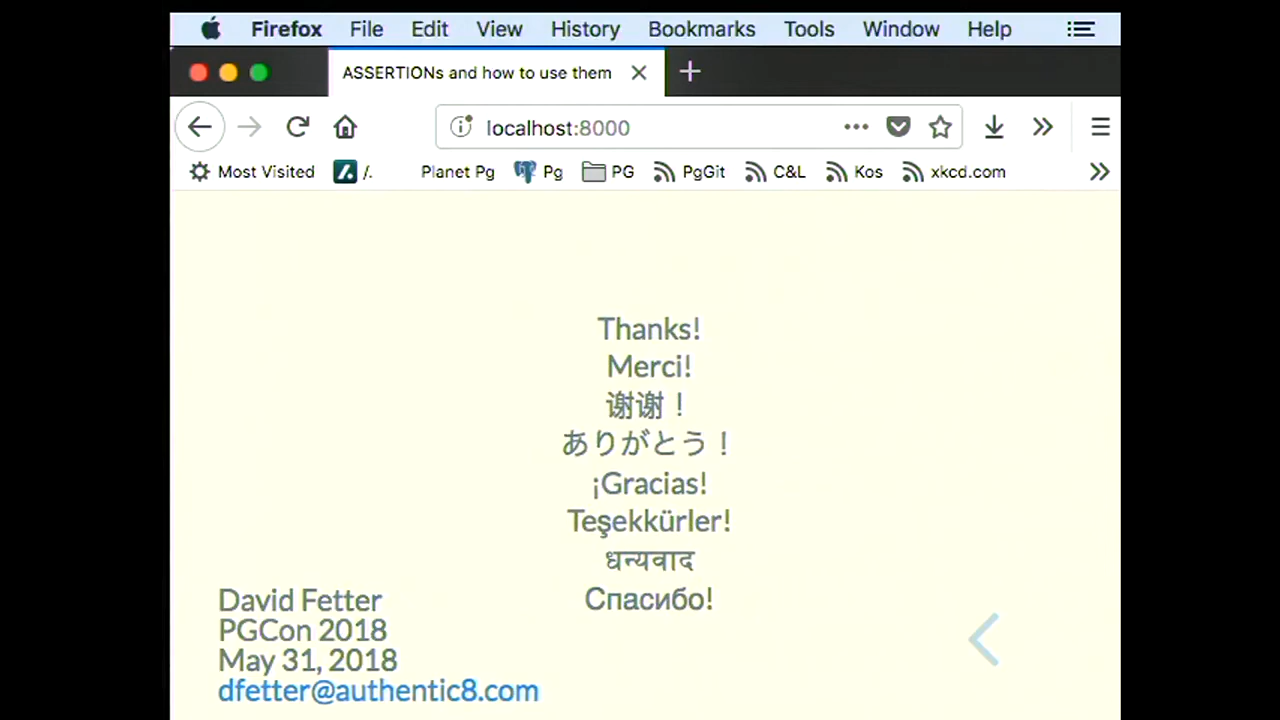 Firefox File Edit View History Bookmarks Tools Window Help
ASSERTIONs and how to use them
localhost:8000
Most Visited /. Planet Pg Pg PG PgGit C&L Kos xkcd.com
Thanks!
Merci!
谢谢！
ありがとう！
¡Gracias!
Teşekkürler!
धन्यवाद
Спасибо!
David Fetter
PGCon 2018
May 31, 2018
dfetter@authentic8.com